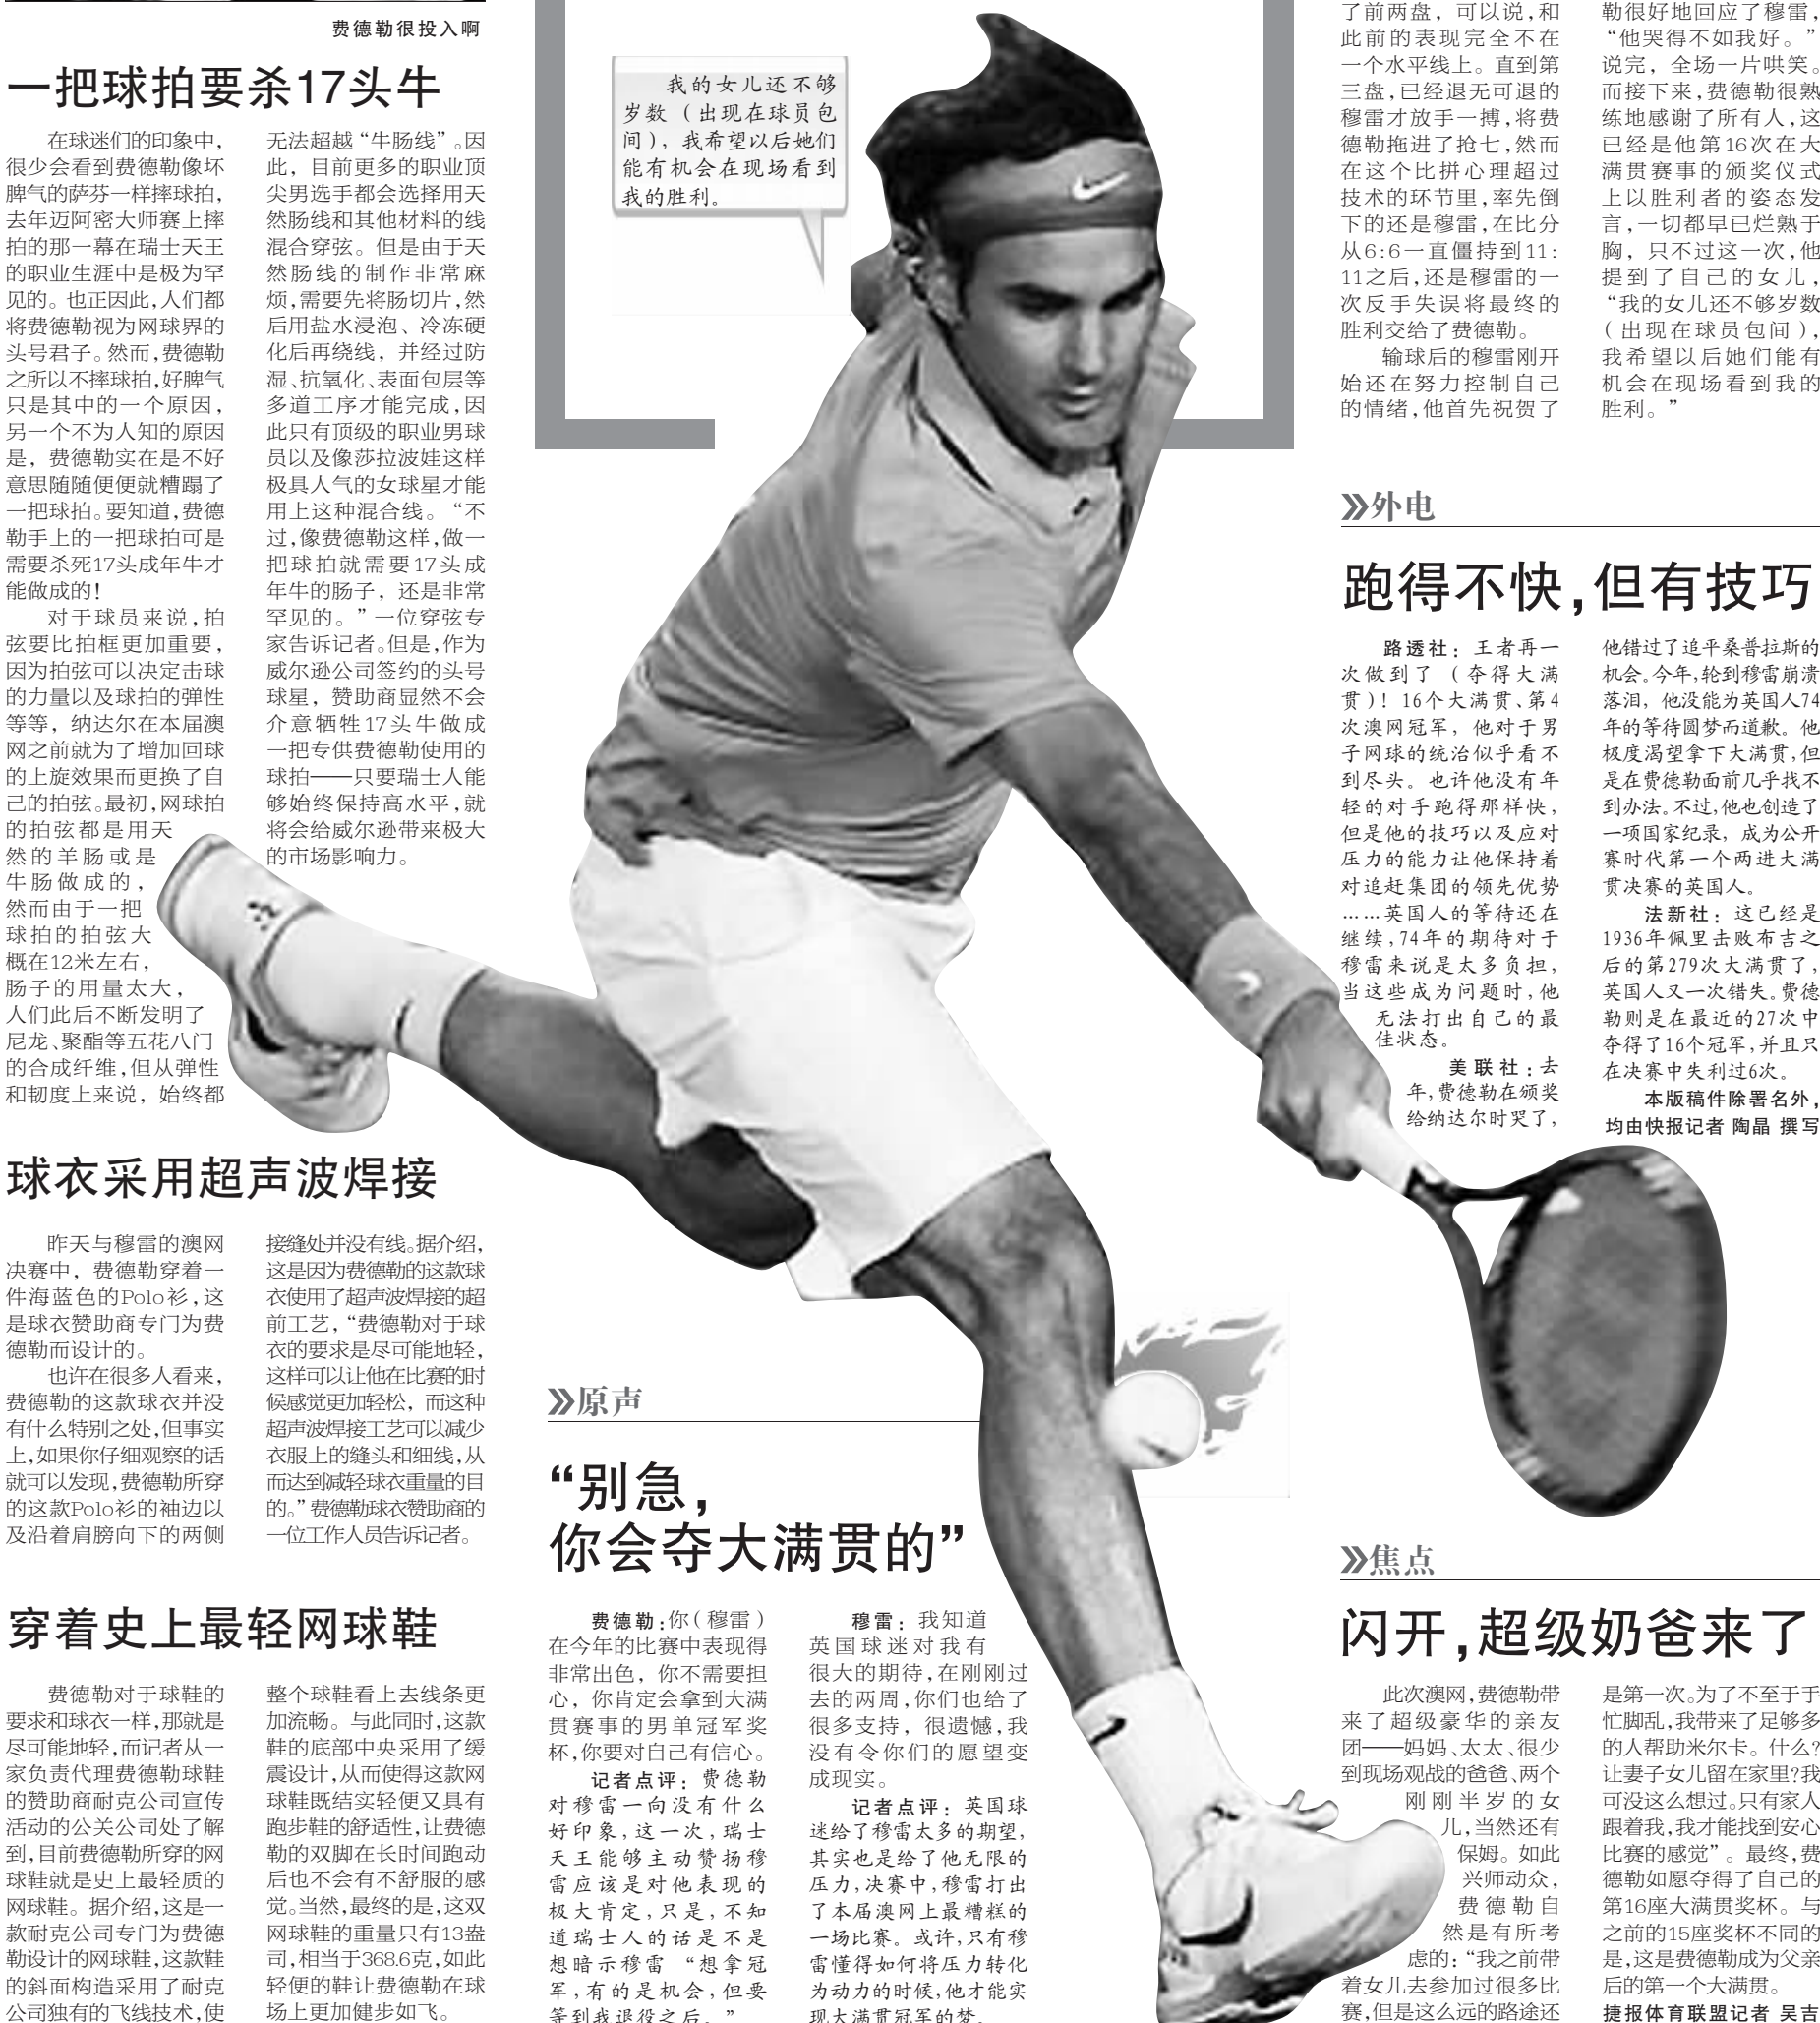 费德勒很投入啊
一把球拍要杀17头牛
在球迷们的印象中，
很少会看到费德勒像坏
脾气的萨芬一样摔球拍，
去年迈阿密大师赛上摔
拍的那一幕在瑞士天王
的职业生涯中是极为罕
见的。也正因此，人们都
将费德勒视为网球界的
头号君子。然而，费德勒
之所以不摔球拍，好脾气
只是其中的一个原因，
另一个不为人知的原因
是，费德勒实在是不好
意思随随便便就糟蹋了
一把球拍。要知道，费德
勒手上的一把球拍可是
需要杀死17头成年牛才
能做成的！
对于球员来说，拍
弦要比拍框更加重要，
因为拍弦可以决定击球
的力量以及球拍的弹性
等等，纳达尔在本届澳
网之前就为了增加回球
的上旋效果而更换了自
己的拍弦。最初，网球拍
的拍弦都是用天
然的羊肠或是
牛肠做成的，
然而由于一把
球拍的拍弦大
概在12米左右，
肠子的用量太大，
人们此后不断发明了
尼龙、聚酯等五花八门
的合成纤维，但从弹性
和韧度上来说，始终都
无法超越“牛肠线”。因
此，目前更多的职业顶
尖男选手都会选择用天
然肠线和其他材料的线
混合穿弦。但是由于天
然肠线的制作非常麻
烦，需要先将肠切片，然
后用盐水浸泡、冷冻硬
化后再绕线，并经过防
湿、抗氧化、表面包层等
多道工序才能完成，因
此只有顶级的职业男球
员以及像莎拉波娃这样
极具人气的女球星才能
用上这种混合线。“不
过，像费德勒这样，做一
把球拍就需要17头成
年牛的肠子，还是非常
罕见的。”一位穿弦专
家告诉记者。但是，作为
威尔逊公司签约的头号
球星，赞助商显然不会
介意牺牲17头牛做成
一把专供费德勒使用的
球拍——只要瑞士人能
够始终保持高水平，就
将会给威尔逊带来极大
的市场影响力。
球衣采用超声波焊接
昨天与穆雷的澳网
决赛中，费德勒穿着一
件海蓝色的Polo衫，这
是球衣赞助商专门为费
德勒而设计的。
也许在很多人看来，
费德勒的这款球衣并没
有什么特别之处，但事实
上，如果你仔细观察的话
就可以发现，费德勒所穿
的这款Polo衫的袖边以
及沿着肩膀向下的两侧
接缝处并没有线。据介绍，
这是因为费德勒的这款球
衣使用了超声波焊接的超
前工艺，“费德勒对于球
衣的要求是尽可能地轻，
这样可以让他在比赛的时
候感觉更加轻松，而这种
超声波焊接工艺可以减少
衣服上的缝头和细线，从
而达到减轻球衣重量的目
的。”费德勒球衣赞助商的
一位工作人员告诉记者。
穿着史上最轻网球鞋
费德勒对于球鞋的
要求和球衣一样，那就是
尽可能地轻，而记者从一
家负责代理费德勒球鞋
的赞助商耐克公司宣传
活动的公关公司处了解
到，目前费德勒所穿的网
球鞋就是史上最轻质的
网球鞋。据介绍，这是一
款耐克公司专门为费德
勒设计的网球鞋，这款鞋
的斜面构造采用了耐克
公司独有的飞线技术，使
整个球鞋看上去线条更
加流畅。与此同时，这款
鞋的底部中央采用了缓
震设计，从而使得这款网
球鞋既结实轻便又具有
跑步鞋的舒适性，让费德
勒的双脚在长时间跑动
后也不会有不舒服的感
觉。当然，最终的是，这双
网球鞋的重量只有13盎
司，相当于368.6克，如此
轻便的鞋让费德勒在球
场上更加健步如飞。
我的女儿还不够
岁数（出现在球员包
间），我希望以后她们
能有机会在现场看到
我的胜利。
原声
“别急，
你会夺大满贯的”
费德勒：你（穆雷）
在今年的比赛中表现得
非常出色，你不需要担
心，你肯定会拿到大满
贯赛事的男单冠军奖
杯，你要对自己有信心。
记者点评：费德勒
对穆雷一向没有什么
好印象，这一次，瑞士
天王能够主动赞扬穆
雷应该是对他表现的
极大肯定，只是，不知
道瑞士人的话是不是
想暗示穆雷“想拿冠
军，有的是机会，但要
等到我退役之后。”
穆雷：我知道
英国球迷对我有
很大的期待，在刚刚过
去的两周，你们也给了
很多支持，很遗憾，我
没有令你们的愿望变
成现实。
记者点评：英国球
迷给了穆雷太多的期望，
其实也是给了他无限的
压力，决赛中，穆雷打出
了本届澳网上最糟糕的
一场比赛。或许，只有穆
雷懂得如何将压力转化
为动力的时候，他才能实
现大满贯冠军的梦。
了前两盘，可以说，和
此前的表现完全不在
一个水平线上。直到第
三盘，已经退无可退的
穆雷才放手一搏，将费
德勒拖进了抢七，然而
在这个比拼心理超过
技术的环节里，率先倒
下的还是穆雷，在比分
从6:6一直僵持到11:
11之后，还是穆雷的一
次反手失误将最终的
胜利交给了费德勒。
输球后的穆雷刚开
始还在努力控制自己
的情绪，他首先祝贺了
勒很好地回应了穆雷，
“他哭得不如我好。”
说完，全场一片哄笑。
而接下来，费德勒很熟
练地感谢了所有人，这
已经是他第16次在大
满贯赛事的颁奖仪式
上以胜利者的姿态发
言，一切都早已烂熟于
胸，只不过这一次，他
提到了自己的女儿，
“我的女儿还不够岁数
（出现在球员包间），
我希望以后她们能有
机会在现场看到我的
胜利。”
外电
跑得不快，但有技巧
路透社：王者再一
次做到了（夺得大满
贯）！16个大满贯、第4
次澳网冠军，他对于男
子网球的统治似乎看不
到尽头。也许他没有年
轻的对手跑得那样快，
但是他的技巧以及应对
压力的能力让他保持着
对追赶集团的领先优势
……英国人的等待还在
继续，74年的期待对于
穆雷来说是太多负担，
当这些成为问题时，他
无法打出自己的最
佳状态。
美联社：去
年，费德勒在颁奖
给纳达尔时哭了，
他错过了追平桑普拉斯的
机会。今年，轮到穆雷崩溃
落泪，他没能为英国人74
年的等待圆梦而道歉。他
极度渴望拿下大满贯，但
是在费德勒面前几乎找不
到办法。不过，他也创造了
一项国家纪录，成为公开
赛时代第一个两进大满
贯决赛的英国人。
法新社：这已经是
1936年佩里击败布吉之
后的第279次大满贯了，
英国人又一次错失。费德
勒则是在最近的27次中
夺得了16个冠军，并且只
在决赛中失利过6次。
本版稿件除署名外，
均由快报记者 陶晶 撰写
焦点
闪开，超级奶爸来了
此次澳网，费德勒带
来了超级豪华的亲友
团——妈妈、太太、很少
到现场观战的爸爸、两个
刚刚半岁的女
儿，当然还有
保姆。如此
兴师动众，
费德勒自
然是有所考
虑的：“我之前带
着女儿去参加过很多比
赛，但是这么远的路途还
是第一次。为了不至于手
忙脚乱，我带来了足够多
的人帮助米尔卡。什么？
让妻子女儿留在家里？我
可没这么想过。只有家人
跟着我，我才能找到安心
比赛的感觉”。最终，费
德勒如愿夺得了自己的
第16座大满贯奖杯。与
之前的15座奖杯不同的
是，这是费德勒成为父亲
后的第一个大满贯。
捷报体育联盟记者 吴吉